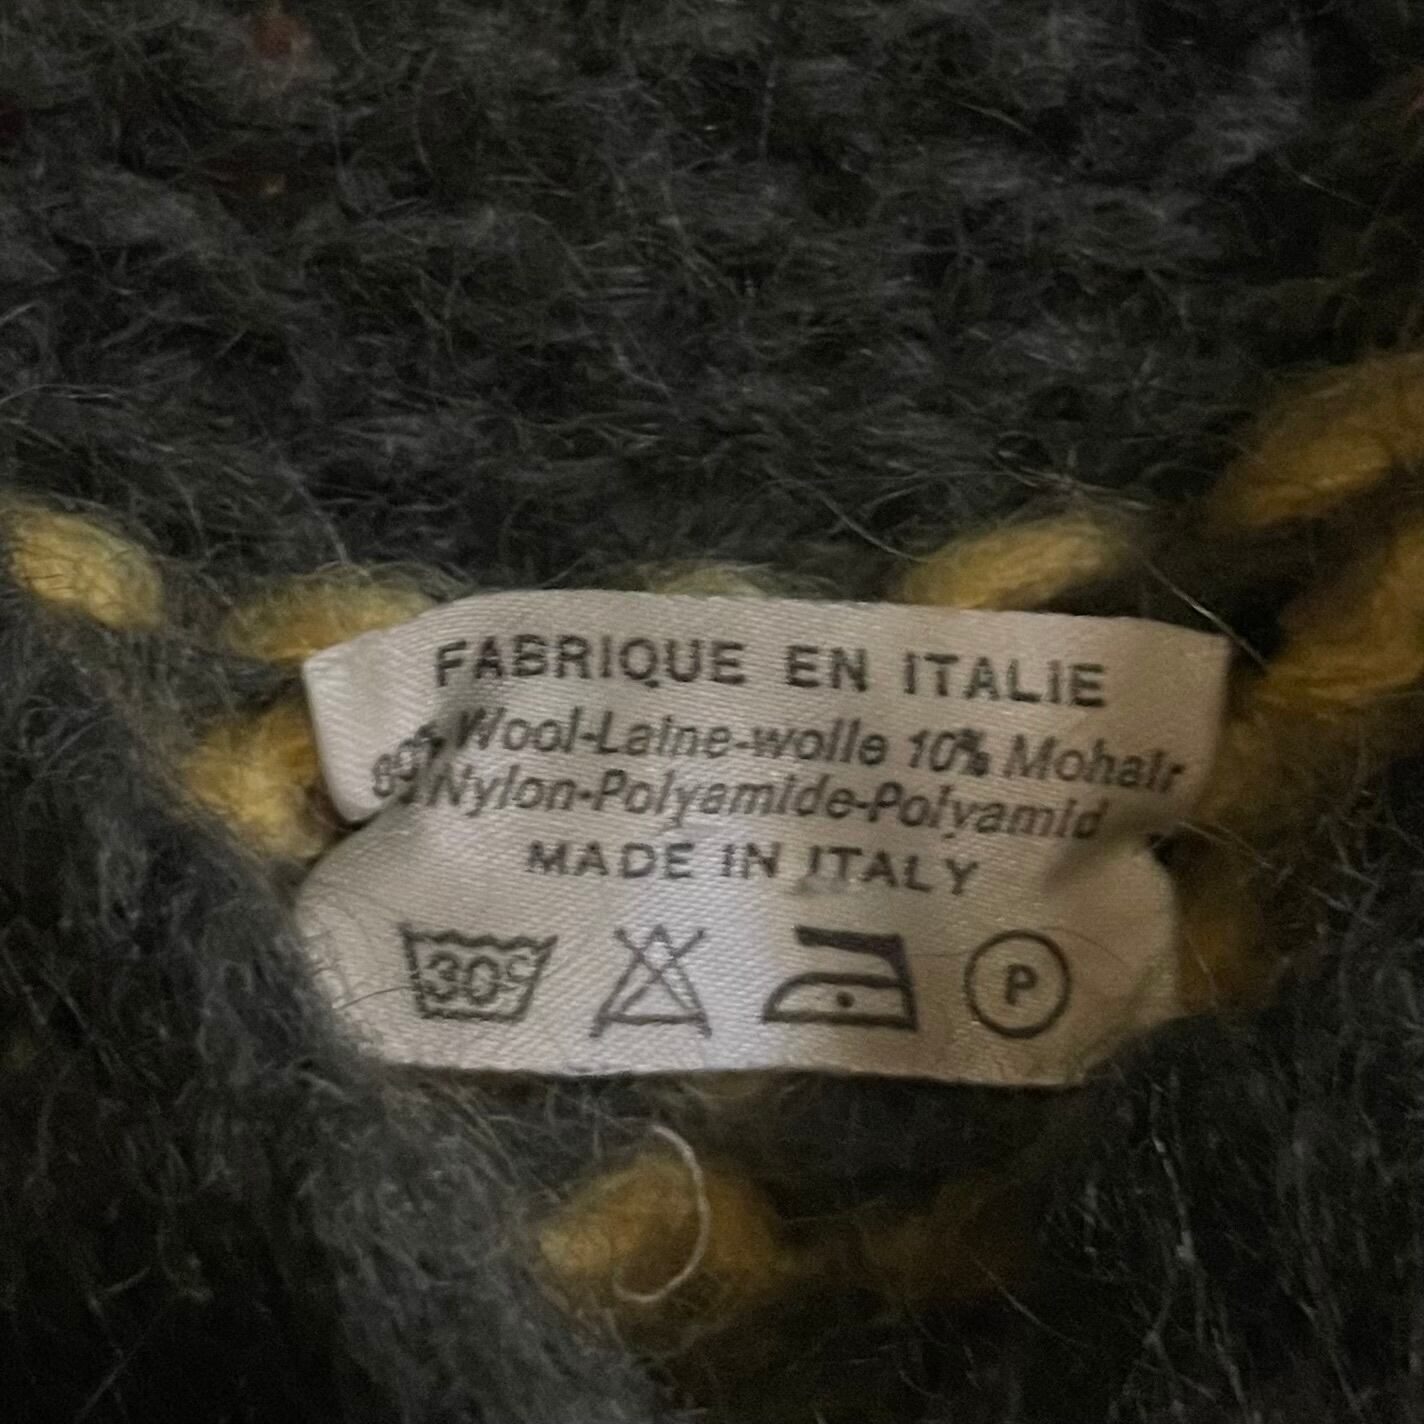 FABRIQUE EN ITALIE
Wool-Laine-wolle 10% Mohair
Nylon-Polyamide-Polyamid
MADE IN ITALY
30°
P